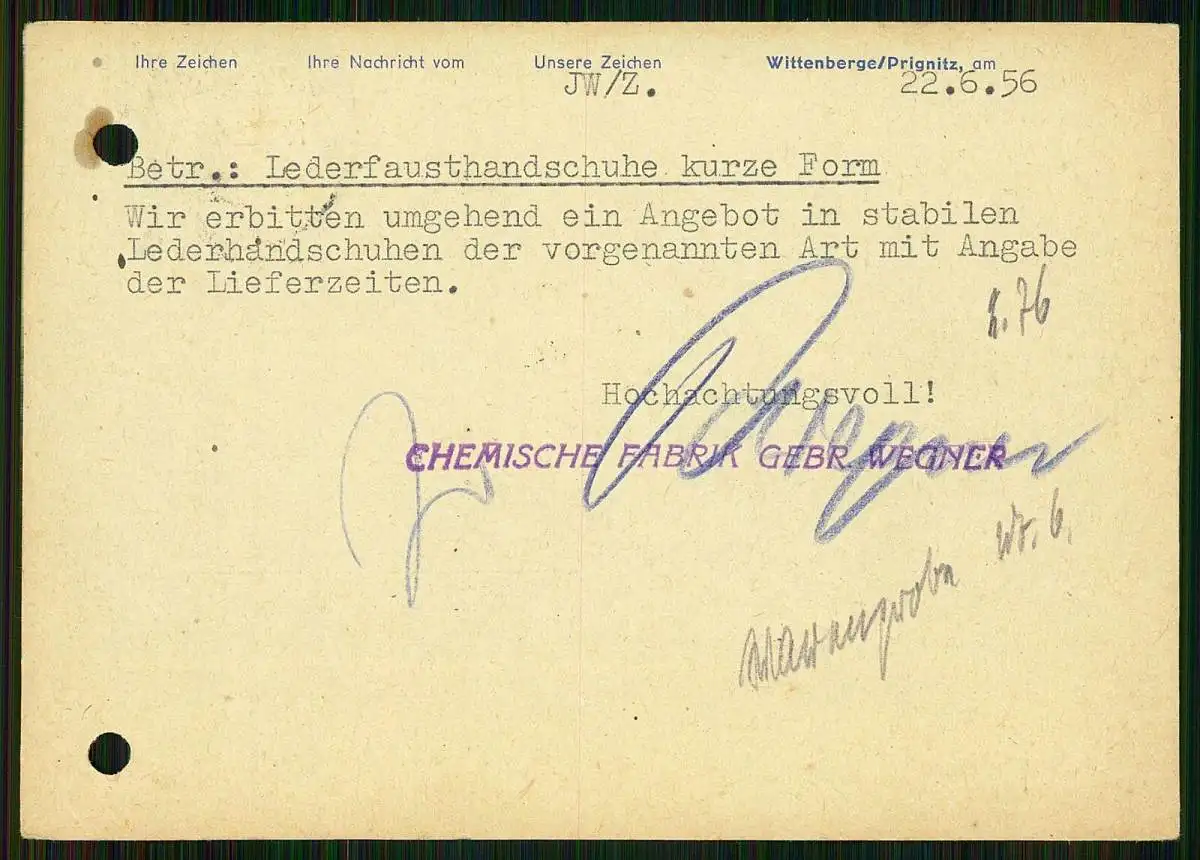 Ihre Zeichen Ihre Nachricht vom Unsere Zeichen Wittenberge/Prignitz, am
JW/Z. 22.6.56
Betr.: Lederfausthandschuhe kurze Form
Wir erbitten umgehend ein Angebot in stabilen
Lederhandschuhen der vorgenannten Art mit Angabe
der Lieferzeiten.
Hochachtungsvoll!
CHEMISCHE FABRIK GEBR WEGNER
Warenprobe